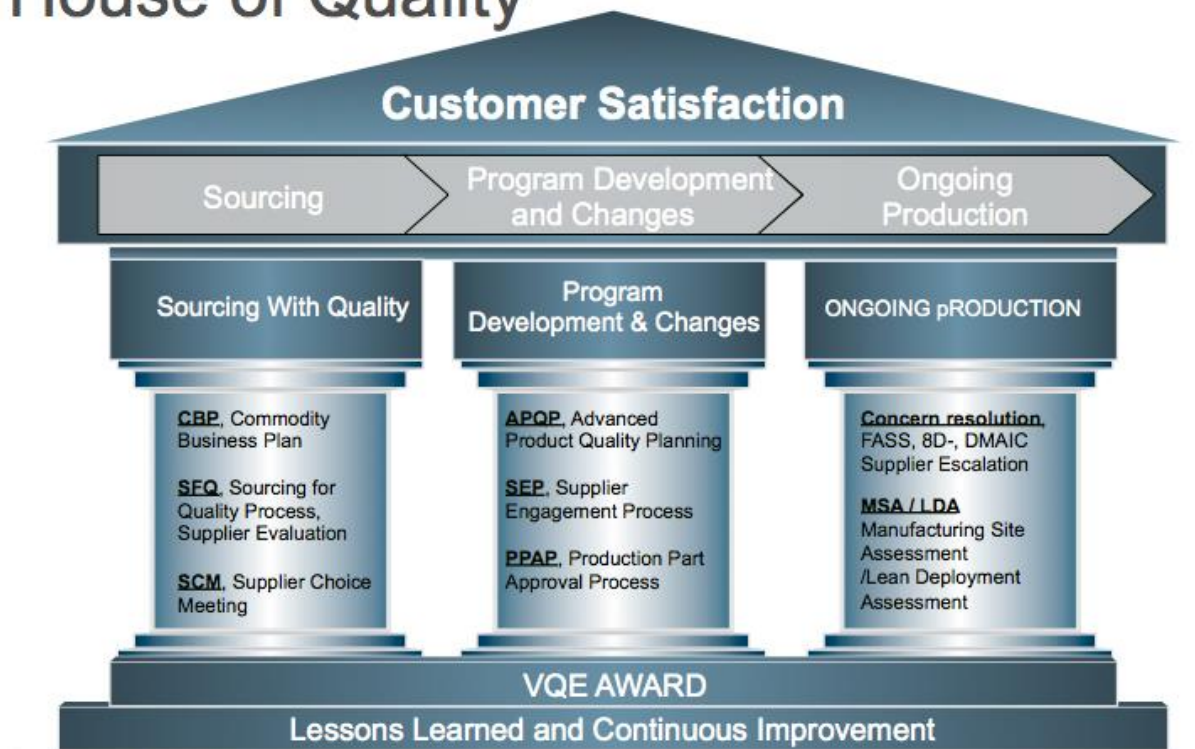 House of Quality
Customer Satisfaction
Sourcing
Program Development
and Changes
Ongoing
Production
Sourcing With Quality
Program
Development & Changes
ONGOING pRODUCTION
CBP, Commodity
Business Plan
SFQ, Sourcing for
Quality Process,
Supplier Evaluation
SCM, Supplier Choice
Meeting
APQP, Advanced
Product Quality Planning
SEP, Supplier
Engagement Process
PPAP, Production Part
Approval Process
Concern resolution,
FASS, 8D-, DMAIC
Supplier Escalation
MSA / LDA
Manufacturing Site
Assessment
/Lean Deployment
Assessment
VQE AWARD
Lessons Learned and Continuous Improvement